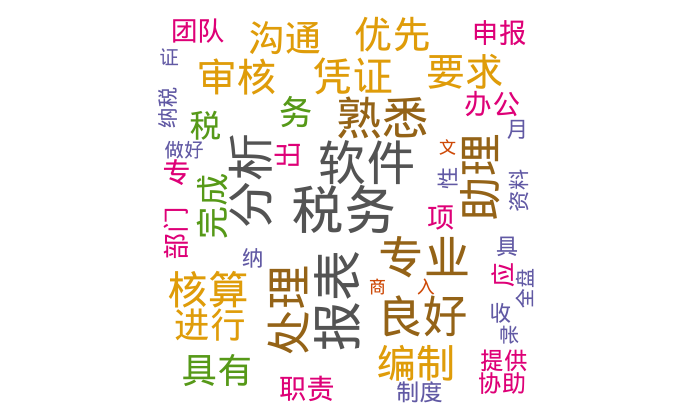 团队
沟通
优先
申报
证
审核
凭证
要求
纳税
税
务
熟悉
办公
月
做好
分析
出
软件
文
助理
专
完成
税务
性
资料
项
部门
纳
专业
具
核算
处理
报表
商
入
应
全盘
进行
良好
收
帐
具有
编制
提供
职责
制度
协助